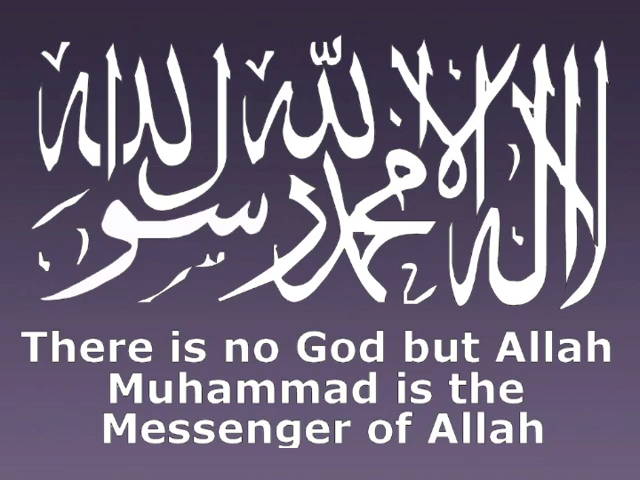 لا إله إلا الله محمد رسول الله
There is no God but Allah
Muhammad is the
Messenger of Allah